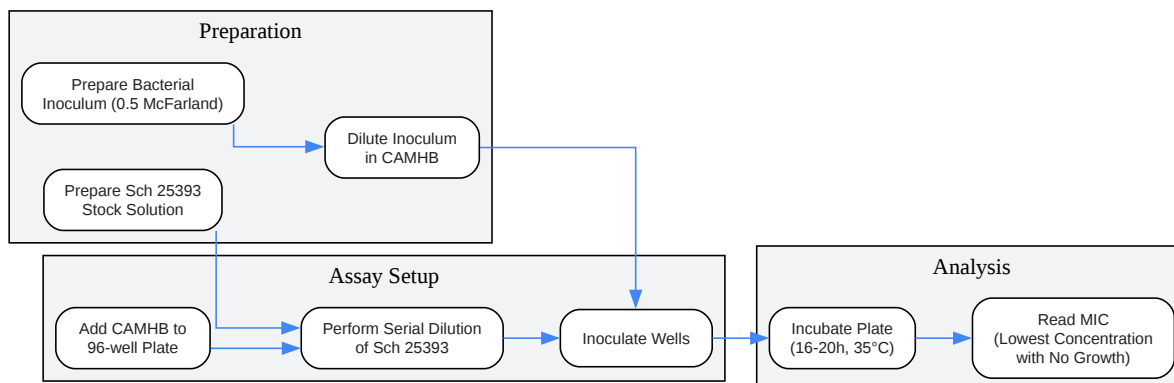 Preparation
Prepare Bacterial
Inoculum (0.5 McFarland)
Dilute Inoculum
in CAMHB
Prepare Sch 25393
Stock Solution
Assay Setup
Add CAMHB to
96-well Plate
Perform Serial Dilution
of Sch 25393
Inoculate Wells
Analysis
Incubate Plate
(16-20h, 35°C)
Read MIC
(Lowest Concentration
with No Growth)